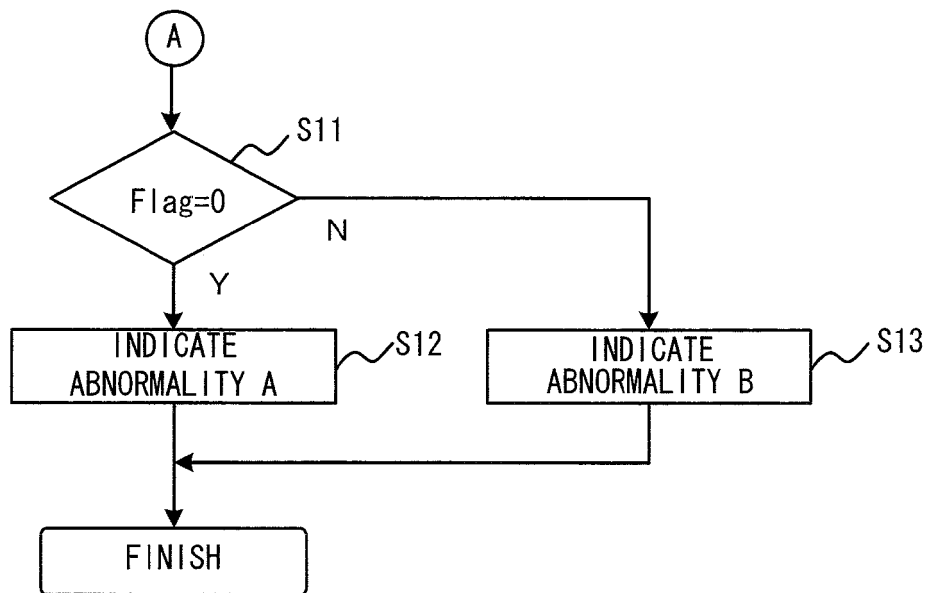 A
S11
Flag=0
N
Y
INDICATE
ABNORMALITY A
S12
INDICATE
ABNORMALITY B
S13
FINISH